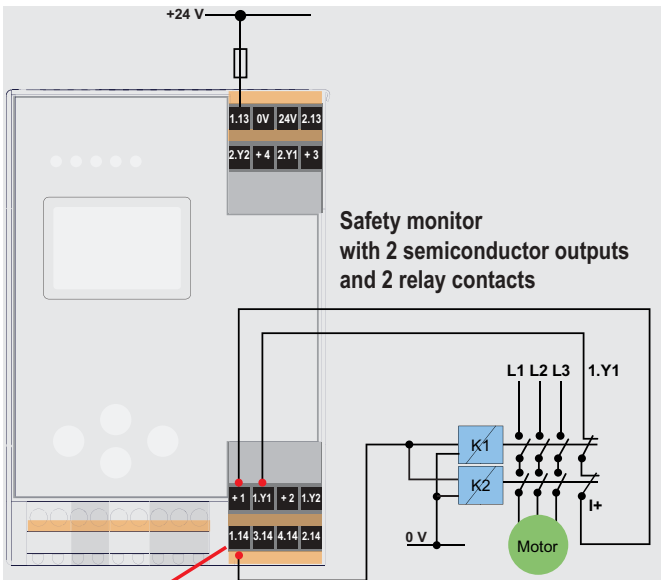 +24 V
1.13 0V 24V 2.13
2.Y2 + 4 2.Y1 + 3
Safety monitor
with 2 semiconductor outputs
and 2 relay contacts
L1 L2 L3 1.Y1
K1
K2
+ 1 1.Y1 + 2 1.Y2
I+
1.14 3.14 4.14 2.14
0 V
Motor